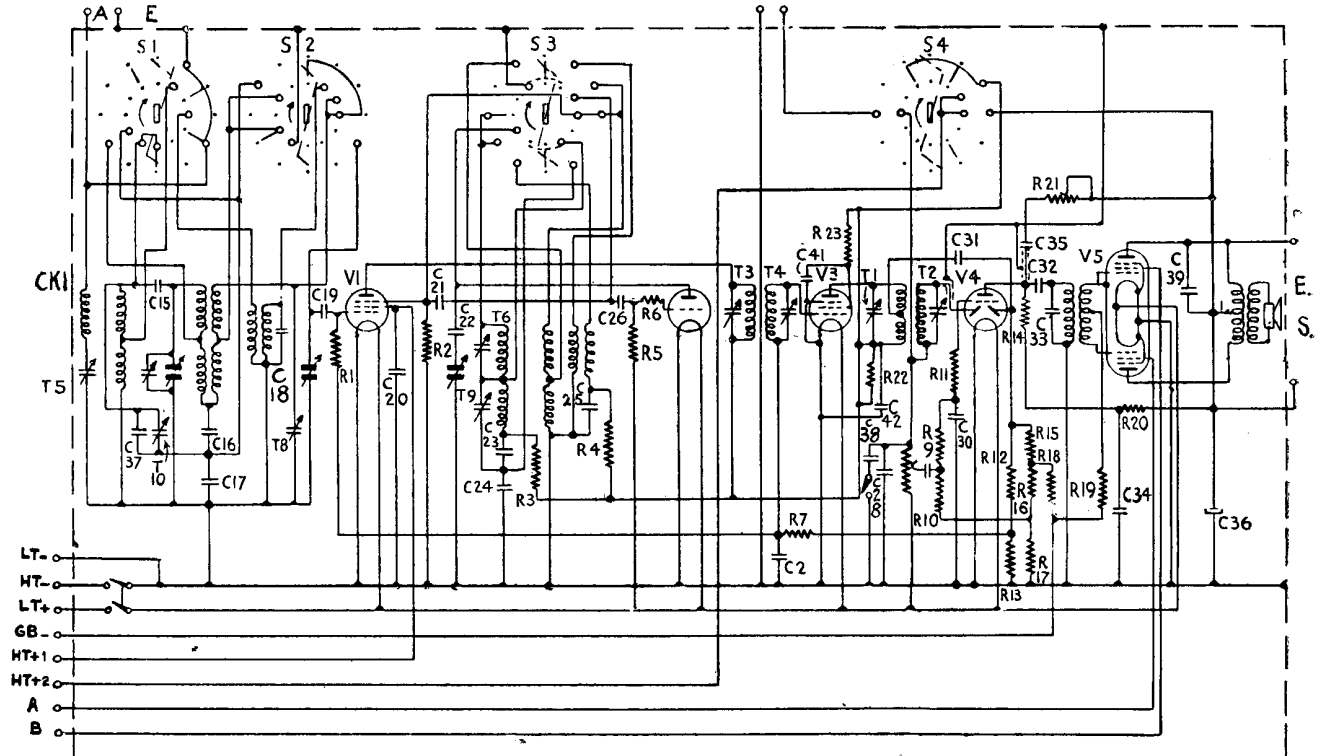 A E
S1
S2
S3
S4
R21
R23
C41
C31
C35
C32
V5
C39
CK1
C15
C19
V1
C21
C22
T6
C26
R6
T3
T4
V3
T1
T2
V4
E.
S.
R14
C33
T5
C18
R1
C20
R2
T9
C25
R5
R22
R11
C42
C37
T10
C16
T8
C23
R4
C38
R9
C30
R20
R15
R18
R12
C17
C24
R3
C28
R10
R16
R19
C34
C36
R7
C2
R17
R13
LT-
HT-
LT+
GB-
HT+1
HT+2
A
B